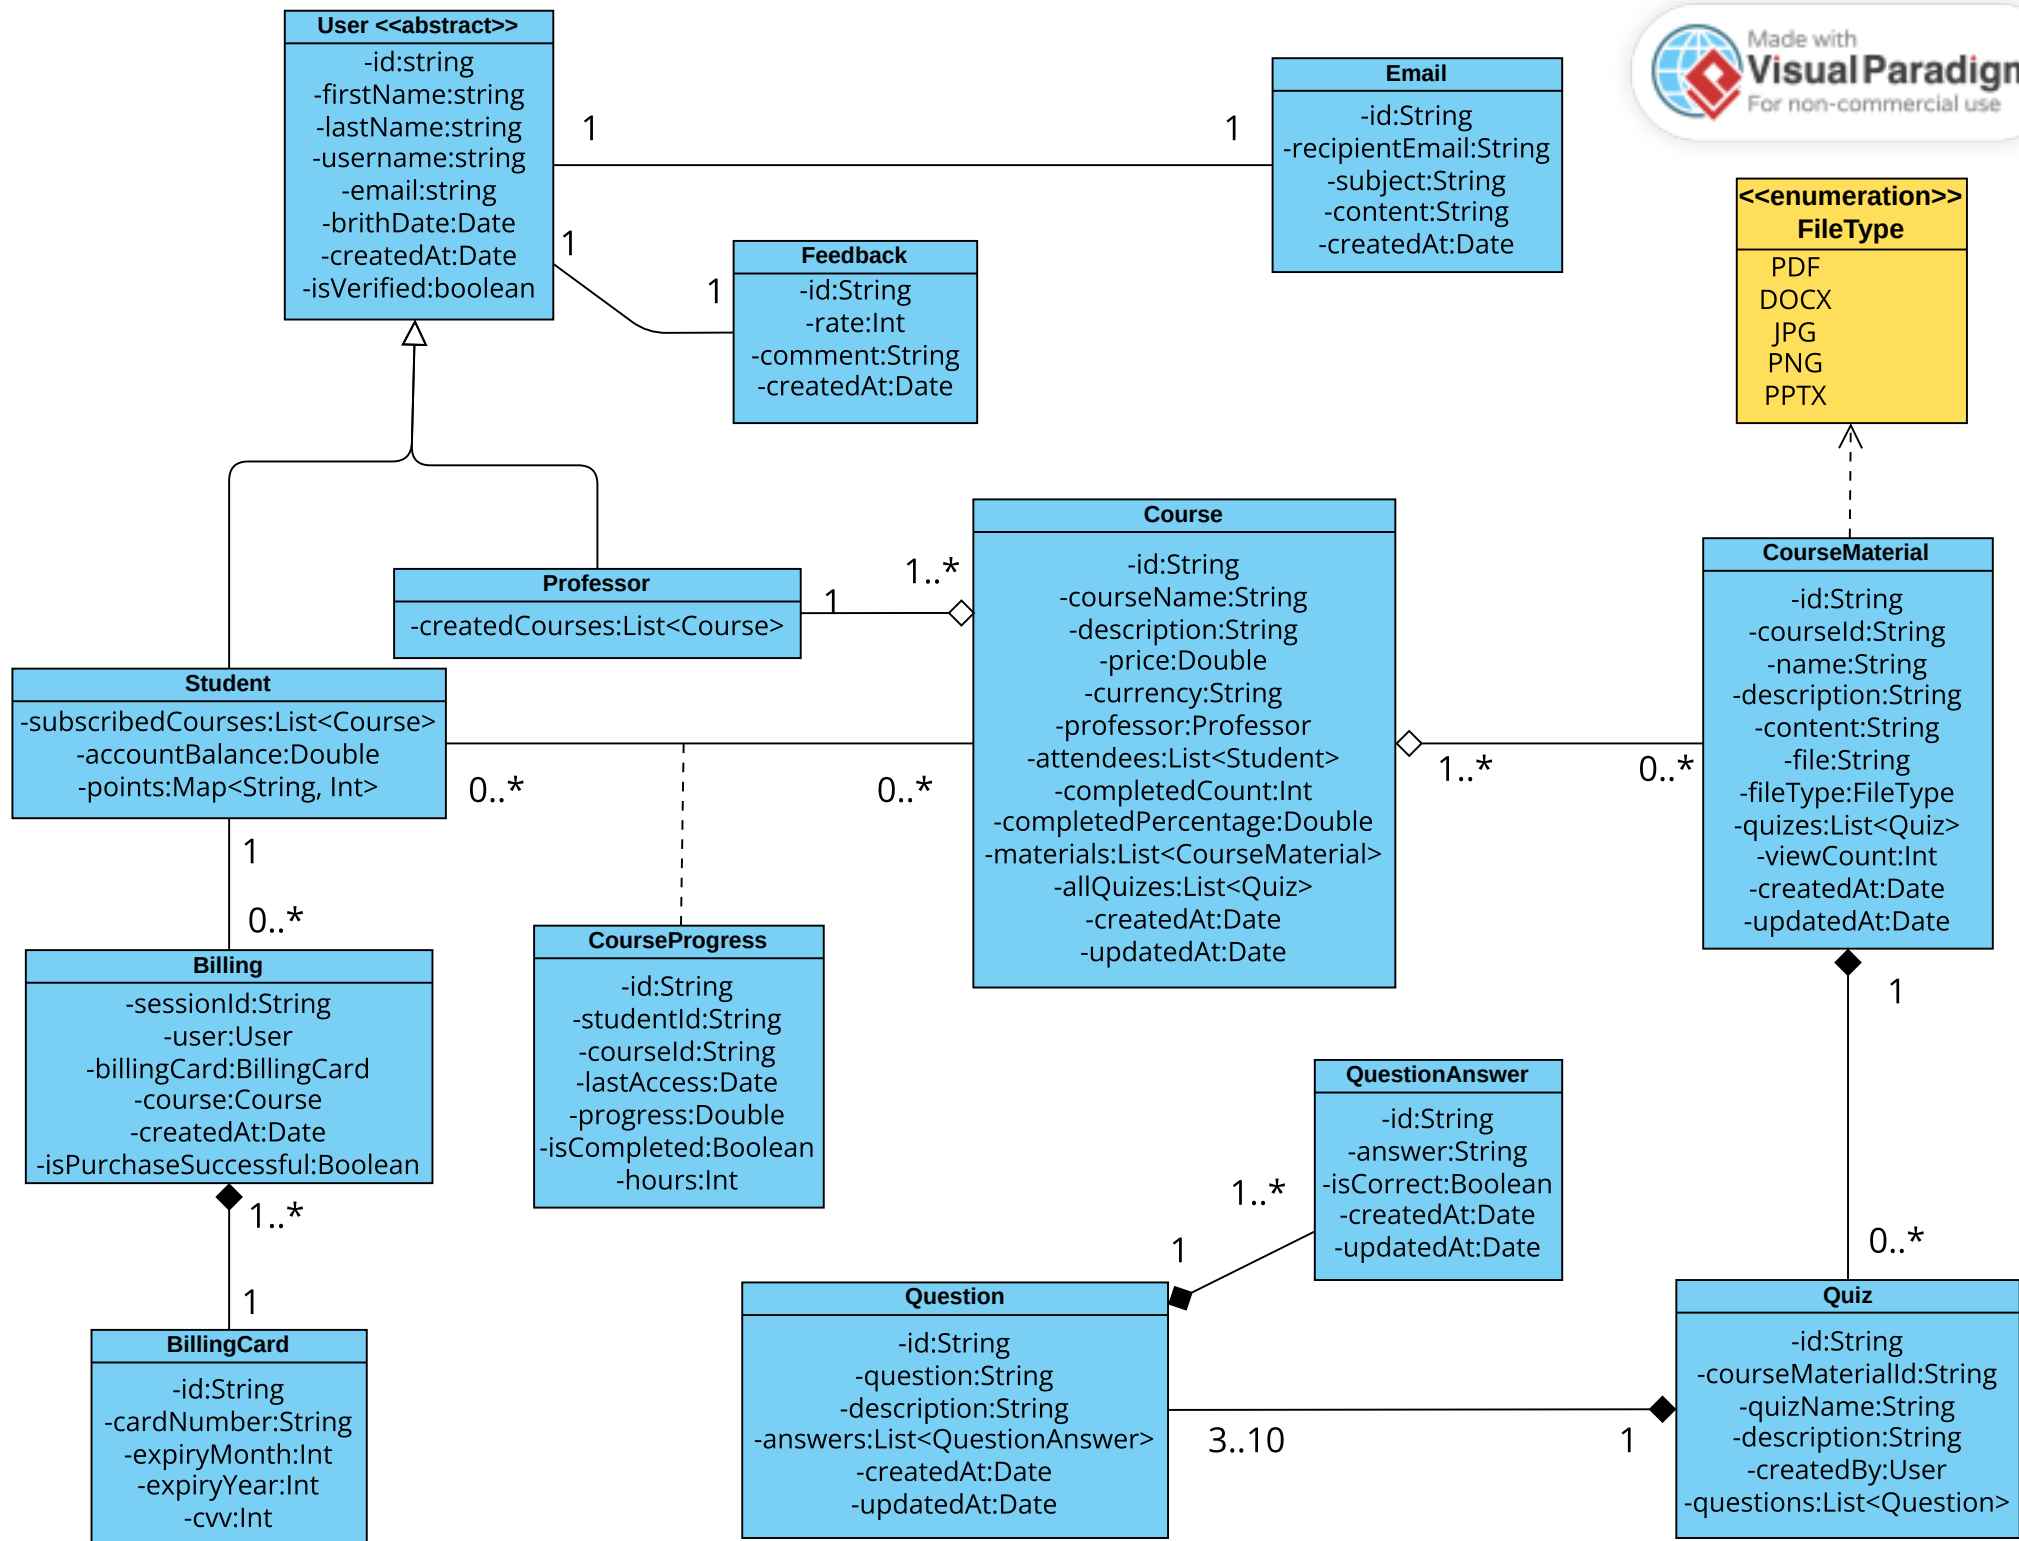 User <<abstract>>
-id:string
-firstName:string
-lastName:string
-username:string
-email:string
-brithDate:Date
-createdAt:Date
-isVerified:boolean
1
1
Email
-id:String
-recipientEmail:String
-subject:String
-content:String
-createdAt:Date
Made with
Visual Paradigm
For non-commercial use
1
1
Feedback
-id:String
-rate:Int
-comment:String
-createdAt:Date
<<enumeration>>
FileType
PDF
DOCX
JPG
PNG
PPTX
Professor
-createdCourses:List<Course>
1
1..*
Course
-id:String
-courseName:String
-description:String
-price:Double
-currency:String
-professor:Professor
-attendees:List<Student>
-completedCount:Int
-completedPercentage:Double
-materials:List<CourseMaterial>
-allQuizes:List<Quiz>
-createdAt:Date
-updatedAt:Date
1..*
0..*
CourseMaterial
-id:String
-courseId:String
-name:String
-description:String
-content:String
-file:String
-fileType:FileType
-quizes:List<Quiz>
-viewCount:Int
-createdAt:Date
-updatedAt:Date
Student
-subscribedCourses:List<Course>
-accountBalance:Double
-points:Map<String, Int>
0..*
0..*
1
0..*
Billing
-sessionId:String
-user:User
-billingCard:BillingCard
-course:Course
-createdAt:Date
-isPurchaseSuccessful:Boolean
1..*
1
BillingCard
-id:String
-cardNumber:String
-expiryMonth:Int
-expiryYear:Int
-cvv:Int
CourseProgress
-id:String
-studentId:String
-courseId:String
-lastAccess:Date
-progress:Double
-isCompleted:Boolean
-hours:Int
QuestionAnswer
-id:String
-answer:String
-isCorrect:Boolean
-createdAt:Date
-updatedAt:Date
1..*
1
Question
-id:String
-question:String
-description:String
-answers:List<QuestionAnswer>
-createdAt:Date
-updatedAt:Date
3..10
1
1
0..*
Quiz
-id:String
-courseMaterialId:String
-quizName:String
-description:String
-createdBy:User
-questions:List<Question>